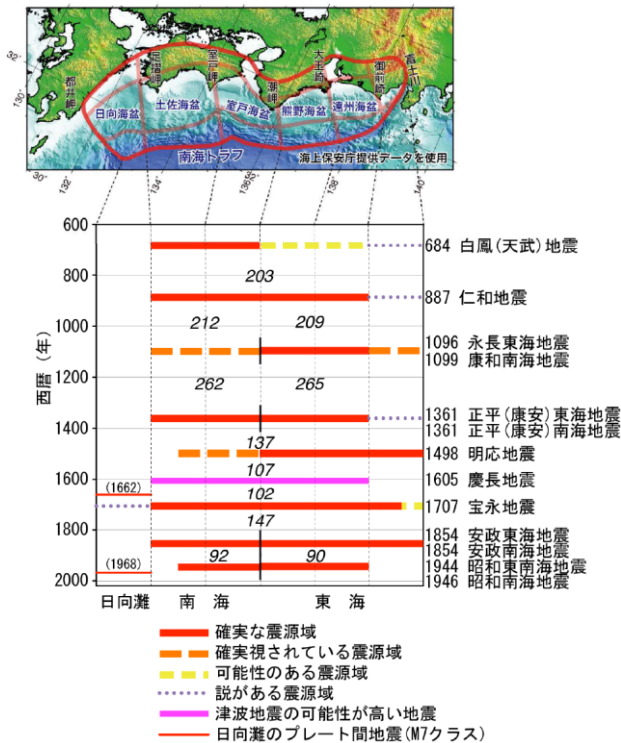 足摺岬
室戸岬
潮岬
大王崎
御前崎
富士川
都井岬
日向海盆
土佐海盆
室戸海盆
熊野海盆
遠州海盆
南海トラフ
海上保安庁提供データを使用
132
134
136
138
140
600
800
1000
1200
1400
1600
1800
2000
西暦(年)
203
212
209
262
265
137
107
102
147
92
90
(1662)
(1968)
684 白鳳(天武)地震
887 仁和地震
1096 永長東海地震
1099 康和南海地震
1361 正平(康安)東海地震
1361 正平(康安)南海地震
1498 明応地震
1605 慶長地震
1707 宝永地震
1854 安政東海地震
1854 安政南海地震
1944 昭和東南海地震
1946 昭和南海地震
日向灘 南海 東海
確実な震源域
確実視されている震源域
可能性のある震源域
説がある震源域
津波地震の可能性が高い地震
日向灘のプレート間地震(M7クラス)